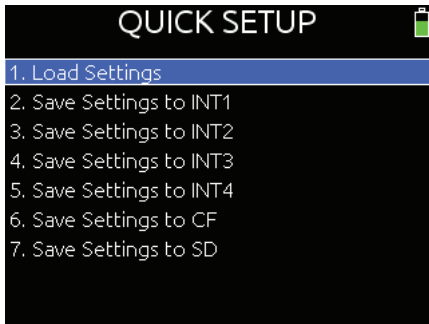 QUICK SETUP
1. Load Settings
2. Save Settings to INT1
3. Save Settings to INT2
4. Save Settings to INT3
5. Save Settings to INT4
6. Save Settings to CF
7. Save Settings to SD